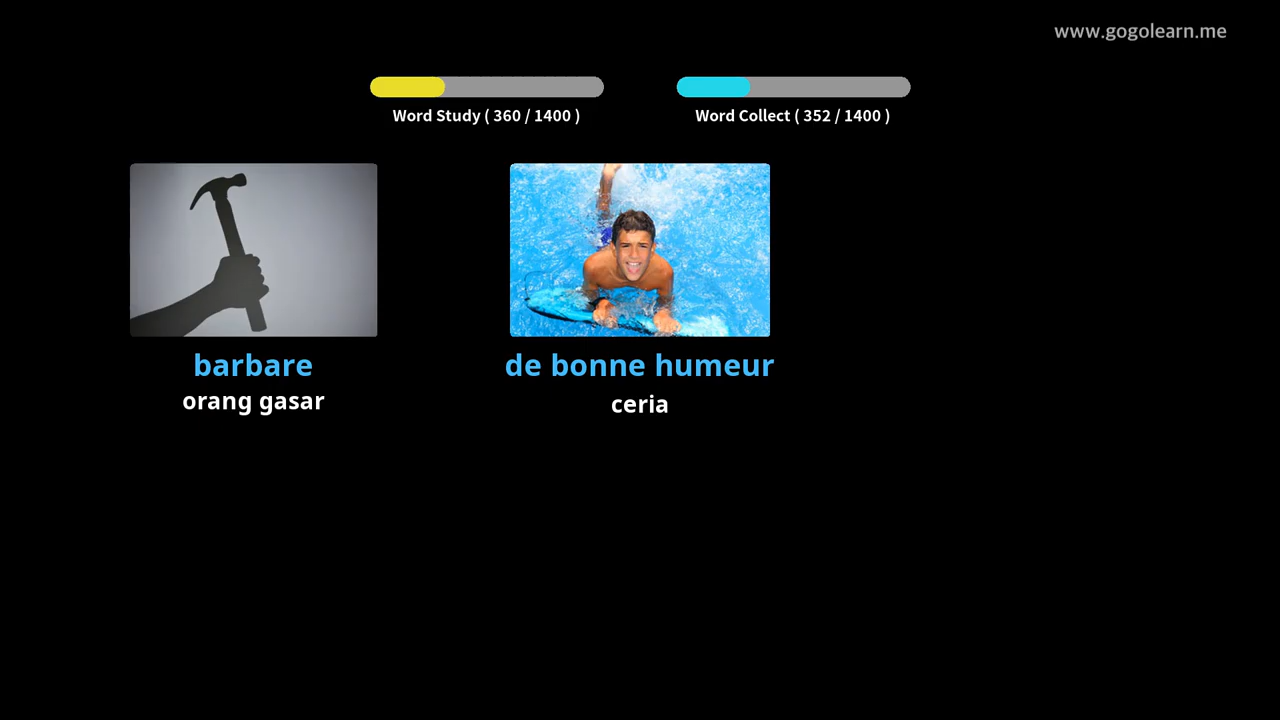 www.gogolearn.me
Word Study ( 360 / 1400 )
Word Collect ( 352 / 1400 )
barbare
orang gasar
de bonne humeur
ceria